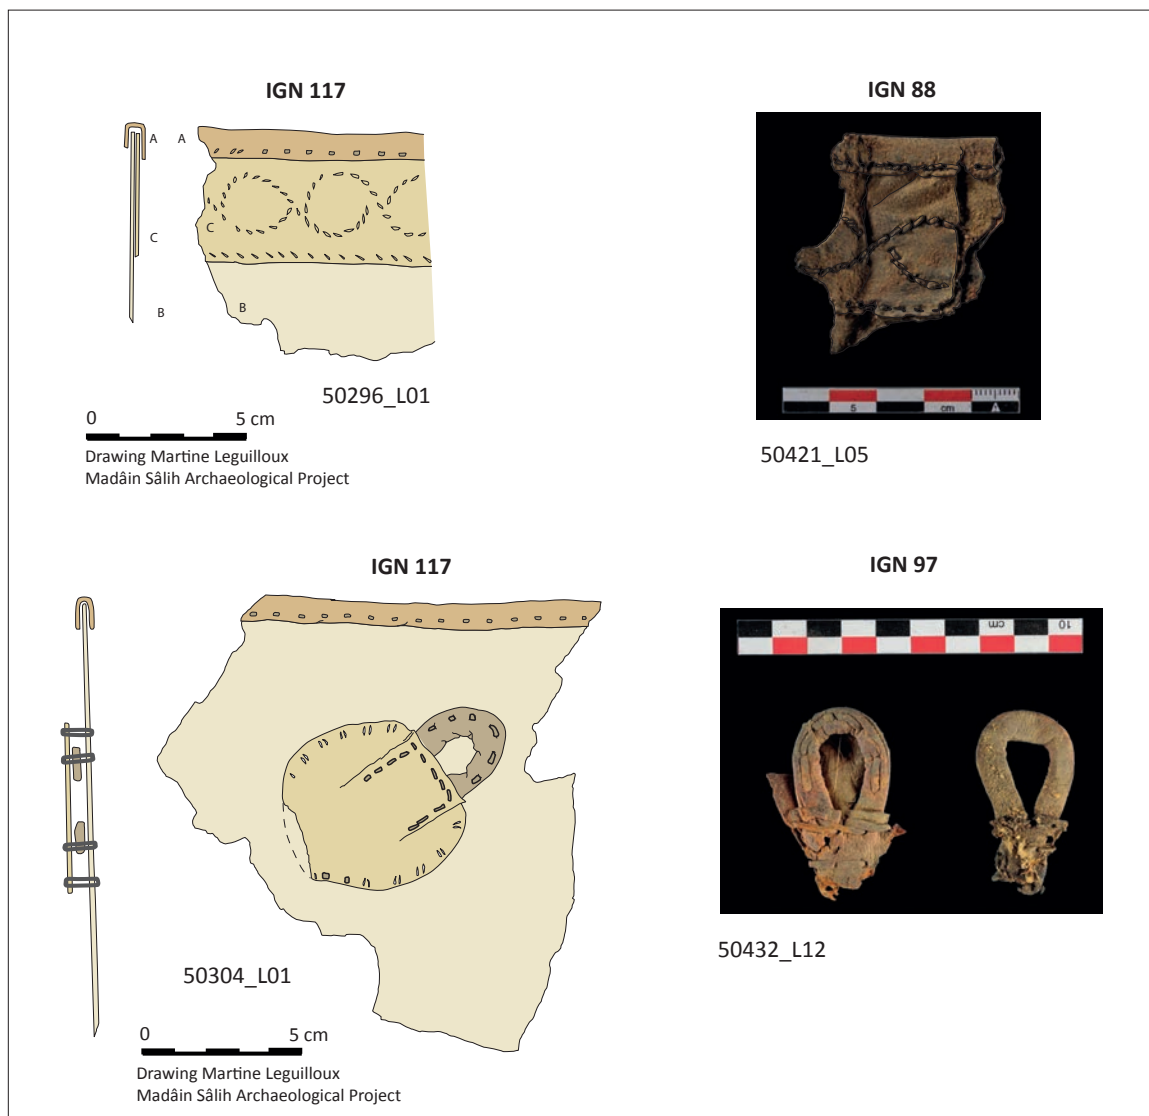 IGN 117
A A
C C
B B
50296_L01
0 5 cm
Drawing Martine Leguilloux
Madâin Sâlih Archaeological Project
IGN 88
5 cm A
50421_L05
IGN 117
50304_L01
0 5 cm
Drawing Martine Leguilloux
Madâin Sâlih Archaeological Project
IGN 97
cm 10
50432_L12